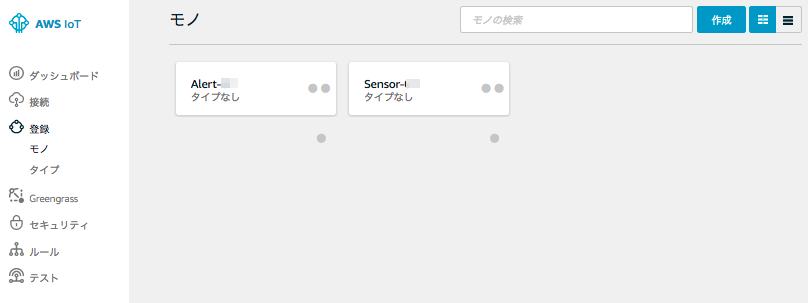 AWS IoT
モノ
モノの検索
作成
ダッシュボード
接続
登録
モノ
タイプ
Greengrass
セキュリティ
ルール
テスト
Alert-
タイプなし
Sensor-
タイプなし